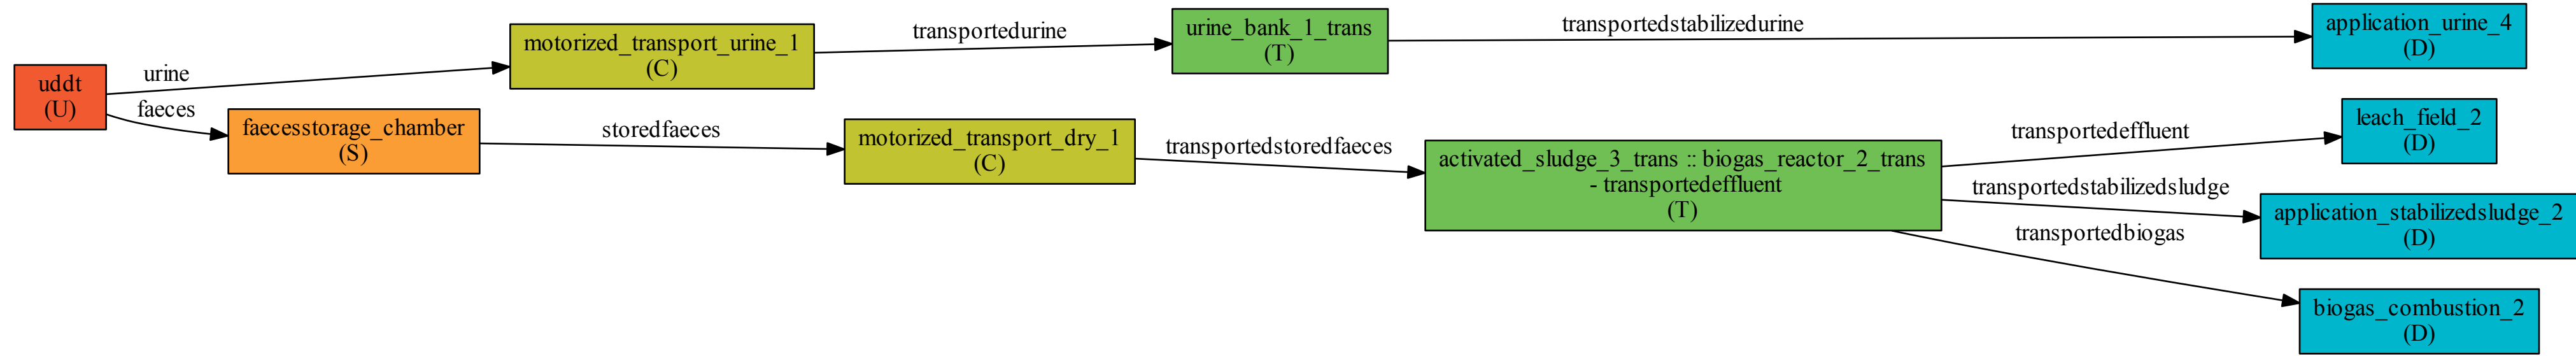 uddt
(U)
urine
faeces
motorized_transport_urine_1
(C)
faecesstorage_chamber
(S)
transportedurine
storedfaeces
urine_bank_1_trans
(T)
motorized_transport_dry_1
(C)
transportedstabilizedurine
transportedstoredfaeces
activated_sludge_3_trans :: biogas_reactor_2_trans
- transportedeffluent
(T)
application_urine_4
(D)
transportedeffluent
leach_field_2
(D)
transportedstabilizedsludge
application_stabilizedsludge_2
(D)
transportedbiogas
biogas_combustion_2
(D)